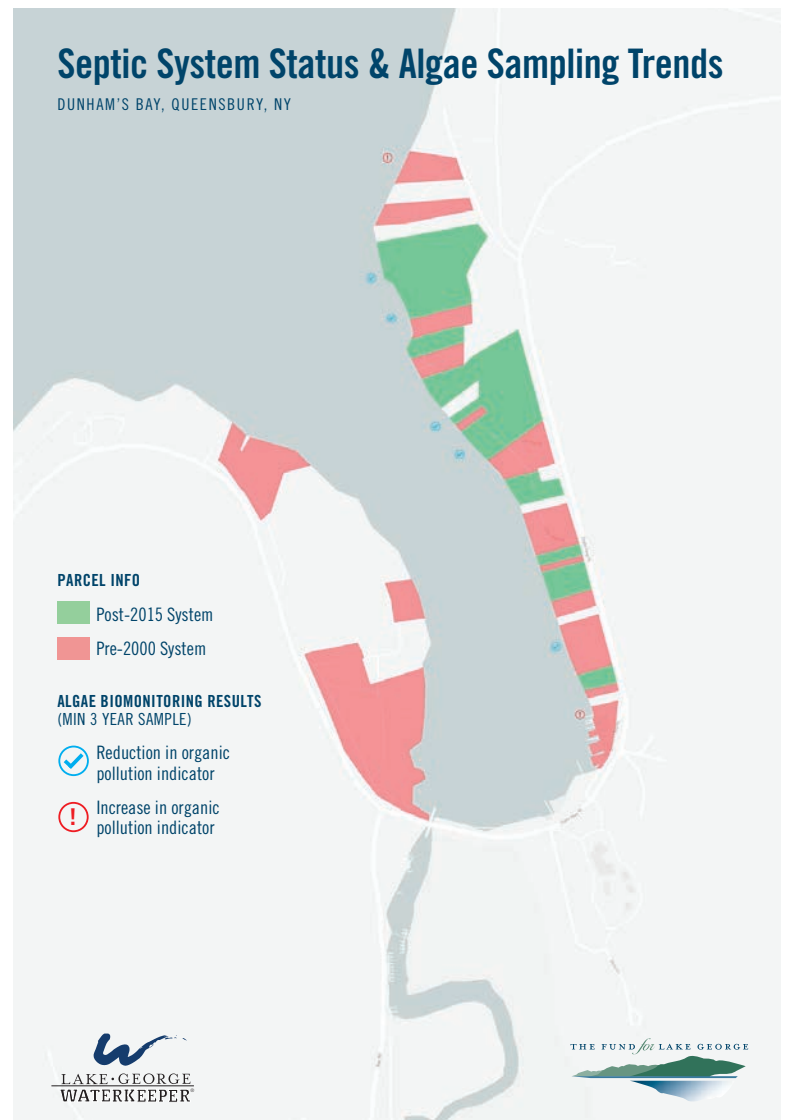 Septic System Status & Algae Sampling Trends
DUNHAM'S BAY, QUEENSBURY, NY
PARCEL INFO
Post-2015 System
Pre-2000 System
ALGAE BIOMONITORING RESULTS
(MIN 3 YEAR SAMPLE)
Reduction in organic
pollution indicator
Increase in organic
pollution indicator
LAKE•GEORGE
WATERKEEPER®
THE FUND for LAKE GEORGE